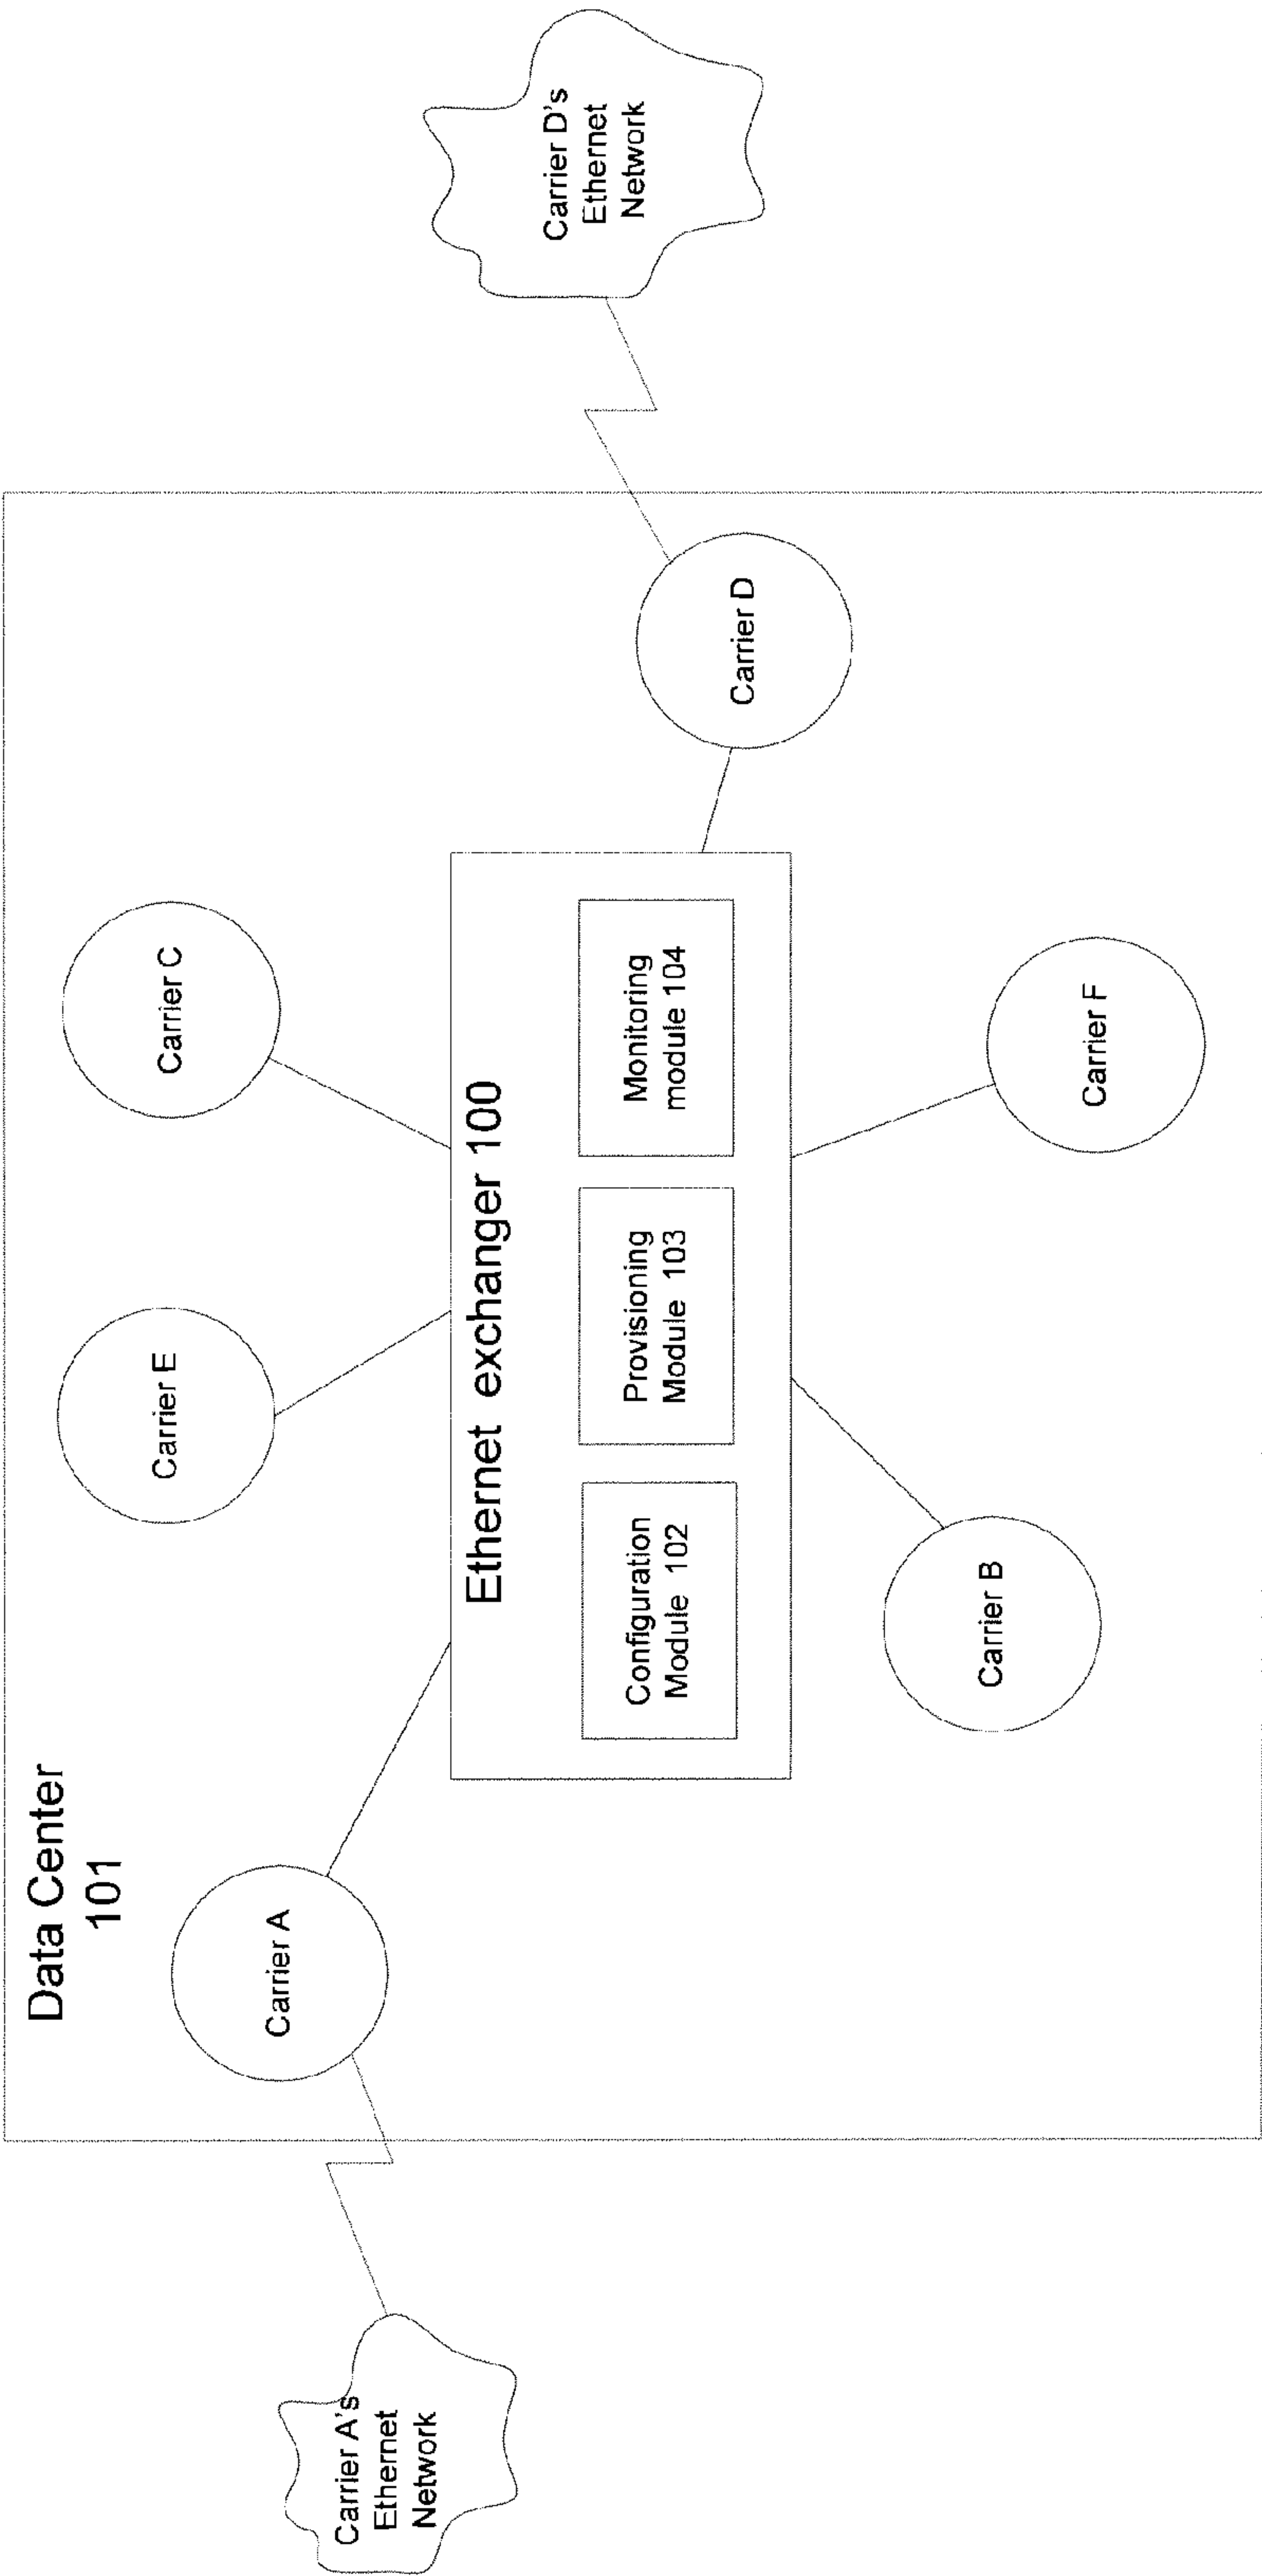 Data Center
101
Carrier A's
Ethernet
Network
Carrier A
Carrier E
Carrier C
Ethernet exchanger 100
Configuration
Module 102
Provisioning
Module 103
Monitoring
module 104
Carrier B
Carrier F
Carrier D
Carrier D's
Ethernet
Network